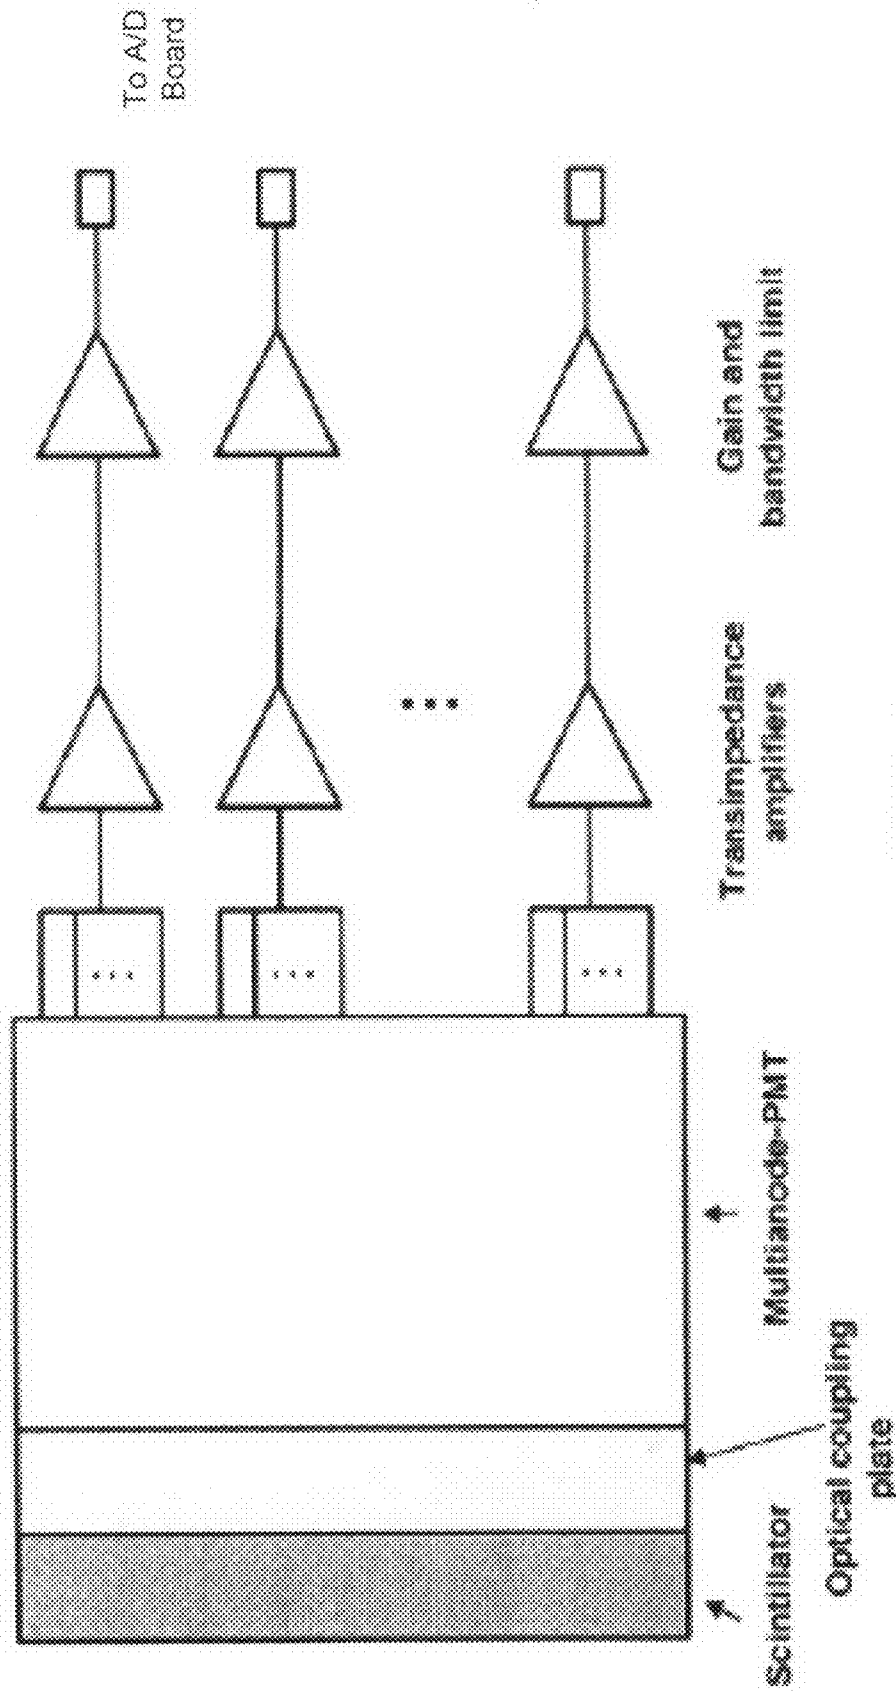 Scintillator
Optical coupling
plate
Multianode-PMT
Transimpedance
amplifiers
Gain and
bandwidth limit
To A/D
Board